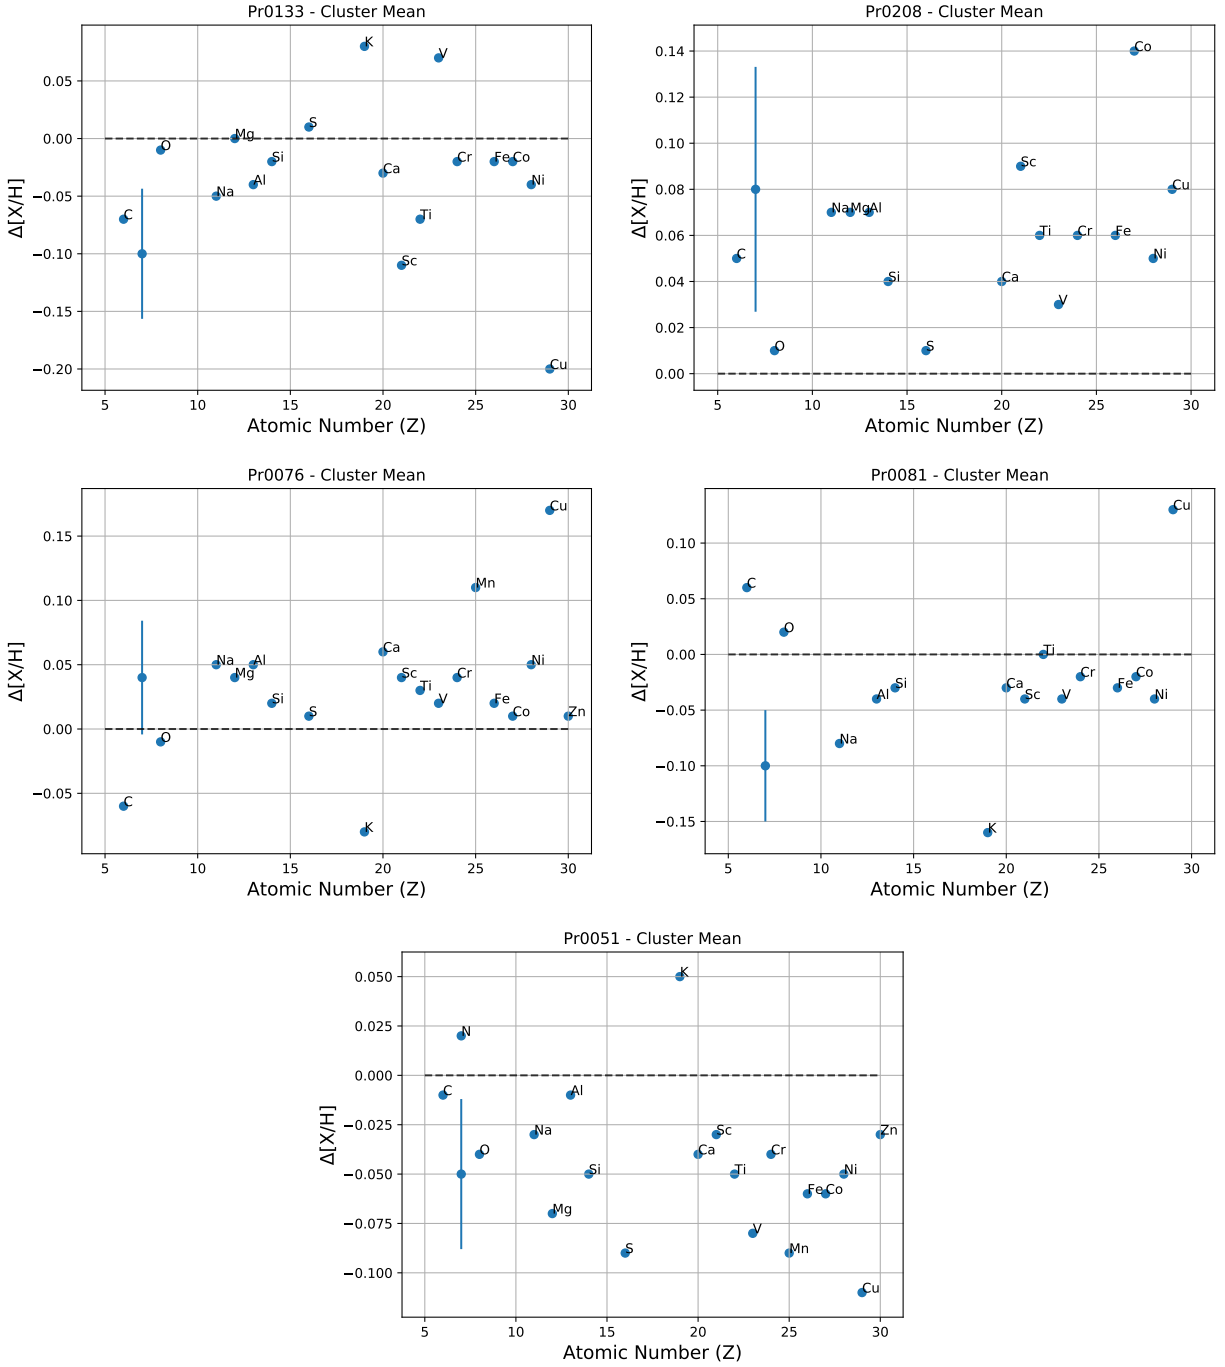 Pr0133 - Cluster Mean
Δ[X/H]
0.05
0.00
−0.05
−0.10
−0.15
−0.20
K
V
S
Mg
O
Si
Fe
Co
Cr
Ca
Al
Ni
Na
C
Ti
Sc
Cu
5
10
15
20
25
30
Atomic Number (Z)
Pr0208 - Cluster Mean
Δ[X/H]
0.14
0.12
0.10
0.08
0.06
0.04
0.02
0.00
Co
Sc
Cu
Na
Mg
Al
Ti
Cr
Fe
C
Ni
Si
Ca
V
O
S
5
10
15
20
25
30
Atomic Number (Z)
Pr0076 - Cluster Mean
Δ[X/H]
0.15
0.10
0.05
0.00
−0.05
Cu
Mn
Ca
Na
Al
Ni
Mg
Sc
Cr
Ti
Si
V
Fe
S
Co
Zn
O
C
K
5
10
15
20
25
30
Atomic Number (Z)
Pr0081 - Cluster Mean
Δ[X/H]
0.10
0.05
0.00
−0.05
−0.10
−0.15
Cu
C
O
Ti
Cr
Co
Si
Ca
Fe
Al
Sc
V
Ni
Na
K
5
10
15
20
25
30
Atomic Number (Z)
Pr0051 - Cluster Mean
Δ[X/H]
0.050
0.025
0.000
−0.025
−0.050
−0.075
−0.100
K
N
C
Al
Na
Sc
Zn
O
Ca
Cr
Si
Ti
Ni
Fe
Co
Mg
V
S
Mn
Cu
5
10
15
20
25
30
Atomic Number (Z)